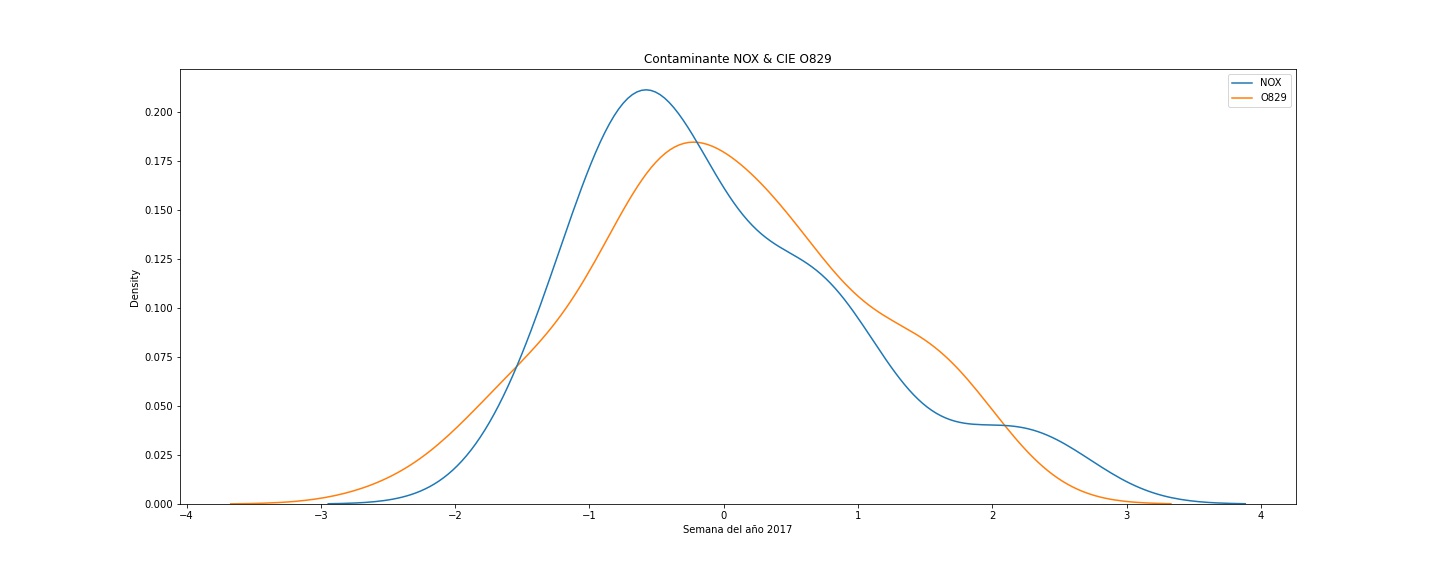 Contaminante NOX & CIE O829
NOX
O829
0.200
0.175
0.150
0.125
0.100
0.075
0.050
0.025
0.000
Density
−4 −3 −2 −1 0 1 2 3 4
Semana del año 2017